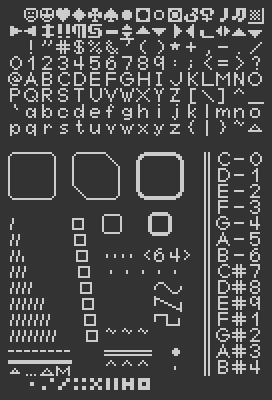 !"#$%&'()*+,-./
0123456789:;<=>?
@ABCDEFGHIJKLMNO
PQRSTUVWXYZ[\]^_
`abcdefghijklmno
pqrstuvwxyz{|}~⌂
C-0
D-1
E-2
F-3
G-4
A-5
B-6
C#7
D#8
E#9
F#1
G#2
A#3
B#4
<64>